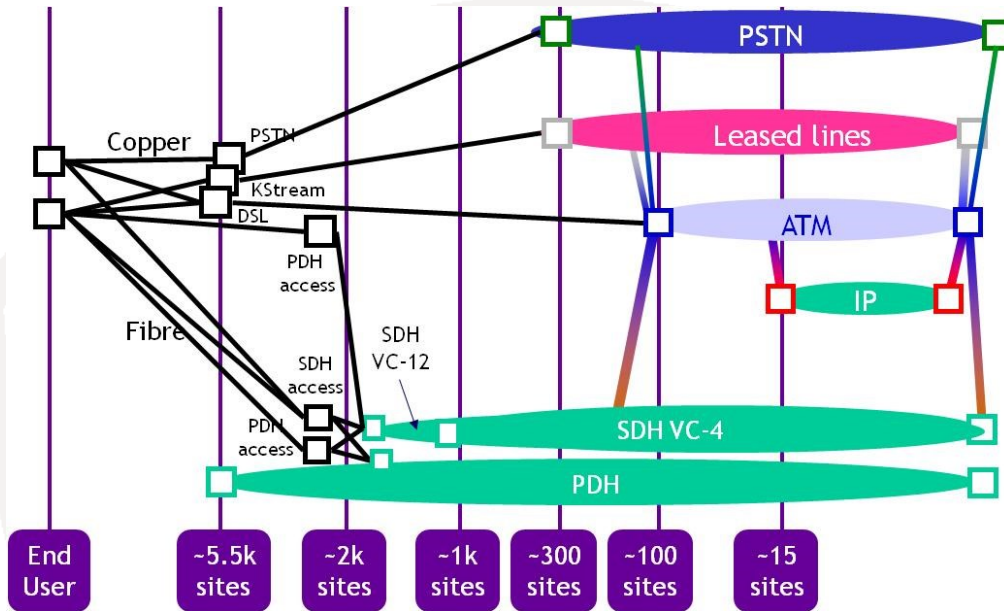 PSTN
PSTN
Copper
Leased lines
KStream
DSL
ATM
PDH
access
IP
Fibre
SDH
VC-12
SDH
access
SDH VC-4
PDH
access
PDH
End
User
~5.5k
sites
~2k
sites
~1k
sites
~300
sites
~100
sites
~15
sites